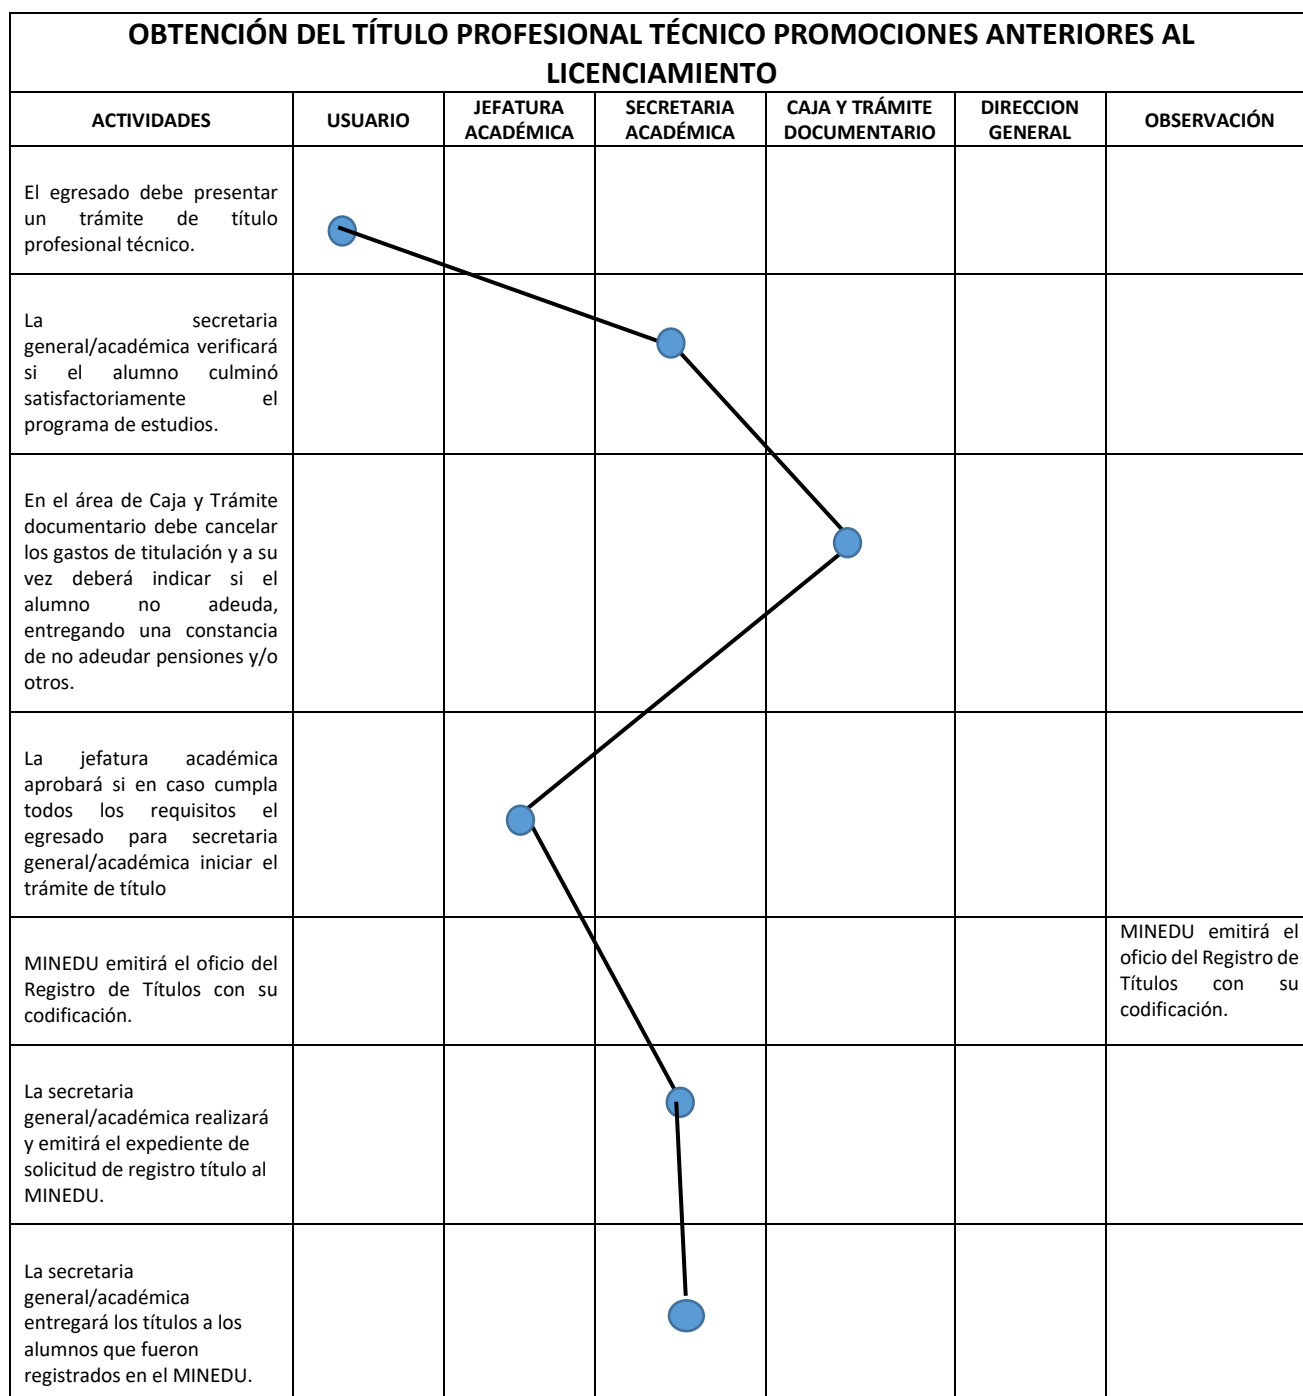 OBTENCIÓN DEL TÍTULO PROFESIONAL TÉCNICO PROMOCIONES ANTERIORES AL
LICENCIAMIENTO
ACTIVIDADES
USUARIO
JEFATURA
ACADÉMICA
SECRETARIA
ACADÉMICA
CAJA Y TRÁMITE
DOCUMENTARIO
DIRECCION
GENERAL
OBSERVACIÓN
El egresado debe presentar
un trámite de título
profesional técnico.
La secretaria
general/académica verificará
si el alumno culminó
satisfactoriamente el
programa de estudios.
En el área de Caja y Trámite
documentario debe cancelar
los gastos de titulación y a su
vez deberá indicar si el
alumno no adeuda,
entregando una constancia
de no adeudar pensiones y/o
otros.
La jefatura académica
aprobará si en caso cumpla
todos los requisitos el
egresado para secretaria
general/académica iniciar el
trámite de título
MINEDU emitirá el oficio del
Registro de Títulos con su
codificación.
MINEDU emitirá el
oficio del Registro de
Títulos con su
codificación.
La secretaria
general/académica realizará
y emitirá el expediente de
solicitud de registro título al
MINEDU.
La secretaria
general/académica
entregará los títulos a los
alumnos que fueron
registrados en el MINEDU.